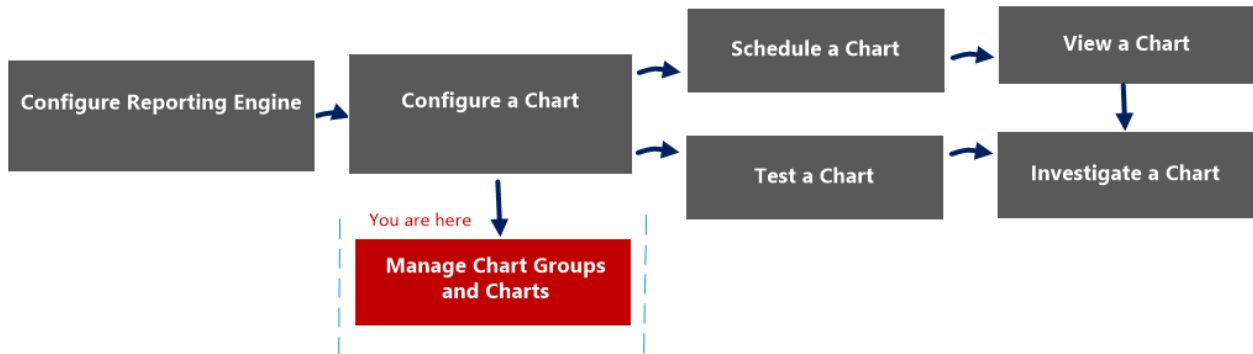 Configure Reporting Engine
Configure a Chart
Schedule a Chart
View a Chart
Test a Chart
Investigate a Chart
You are here
Manage Chart Groups
and Charts